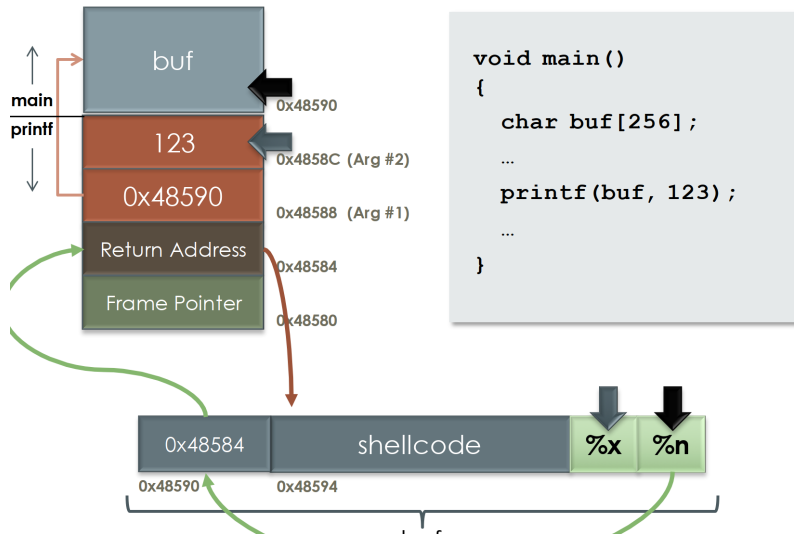 buf
0x48590
main
printf
123
0x4858C (Arg #2)
0x48590
0x48588 (Arg #1)
Return Address
0x48584
Frame Pointer
0x48580
void main()
{
char buf[256];
…
printf(buf, 123);
…
}
0x48584
shellcode
%x
%n
0x48590
0x48594